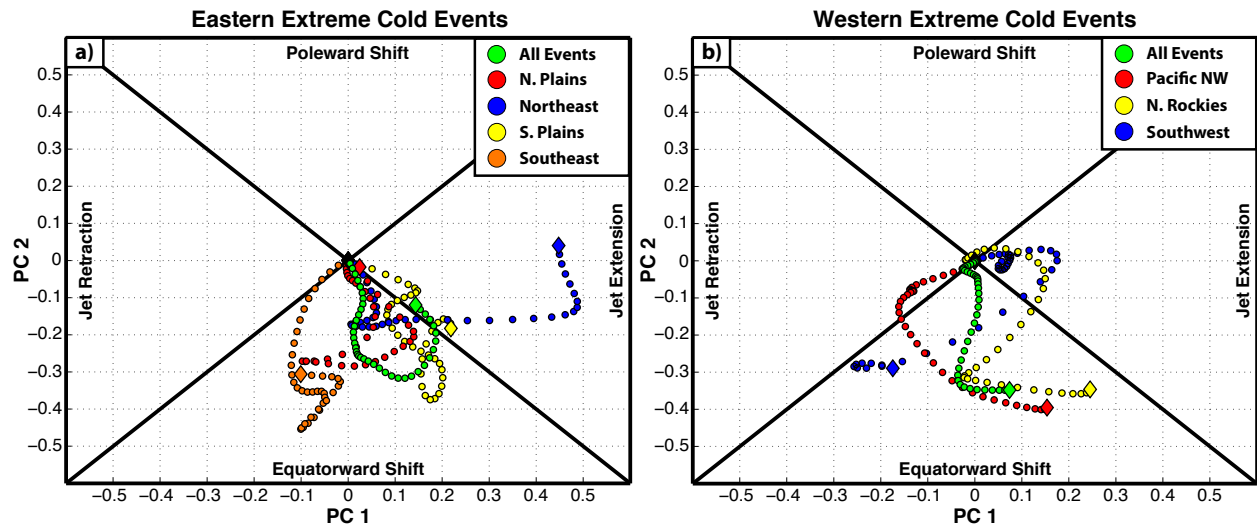 Eastern Extreme Cold Events
a)
Poleward Shift
All Events
N. Plains
Northeast
S. Plains
Southeast
0.5
0.4
0.3
0.2
0.1
0
−0.1
−0.2
−0.3
−0.4
−0.5
PC 2
Jet Retraction
Jet Extension
Equatorward Shift
−0.5 −0.4 −0.3 −0.2 −0.1 0 0.1 0.2 0.3 0.4 0.5
PC 1
Western Extreme Cold Events
b)
Poleward Shift
All Events
Pacific NW
N. Rockies
Southwest
0.5
0.4
0.3
0.2
0.1
0
−0.1
−0.2
−0.3
−0.4
−0.5
PC 2
Jet Retraction
Jet Extension
Equatorward Shift
−0.5 −0.4 −0.3 −0.2 −0.1 0 0.1 0.2 0.3 0.4 0.5
PC 1